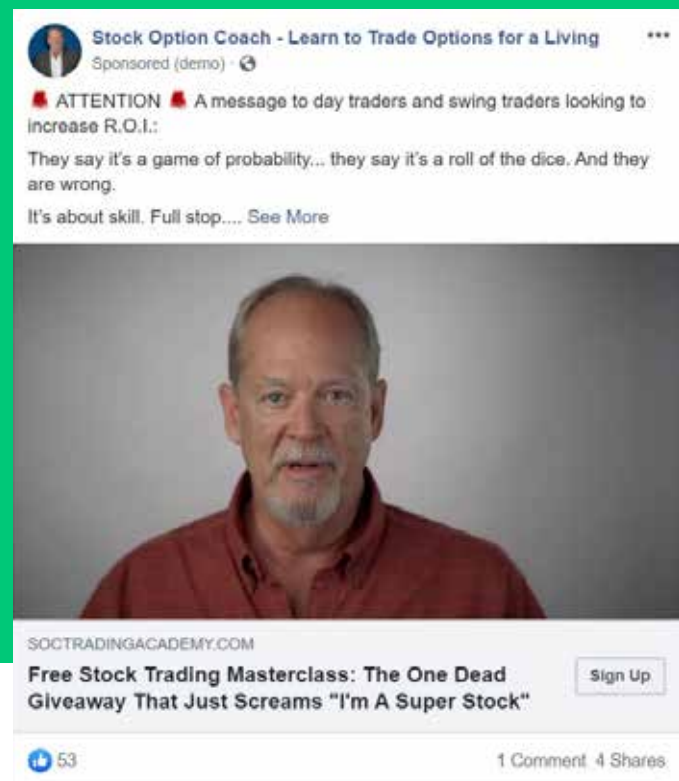 Stock Option Coach - Learn to Trade Options for a Living
Sponsored (demo) ·
ATTENTION A message to day traders and swing traders looking to
increase R.O.I.:
They say it's a game of probability... they say it's a roll of the dice. And they
are wrong.
It's about skill. Full stop.... See More
SOCTRADINGACADEMY.COM
Free Stock Trading Masterclass: The One Dead
Giveaway That Just Screams "I'm A Super Stock"
Sign Up
53
1 Comment 4 Shares